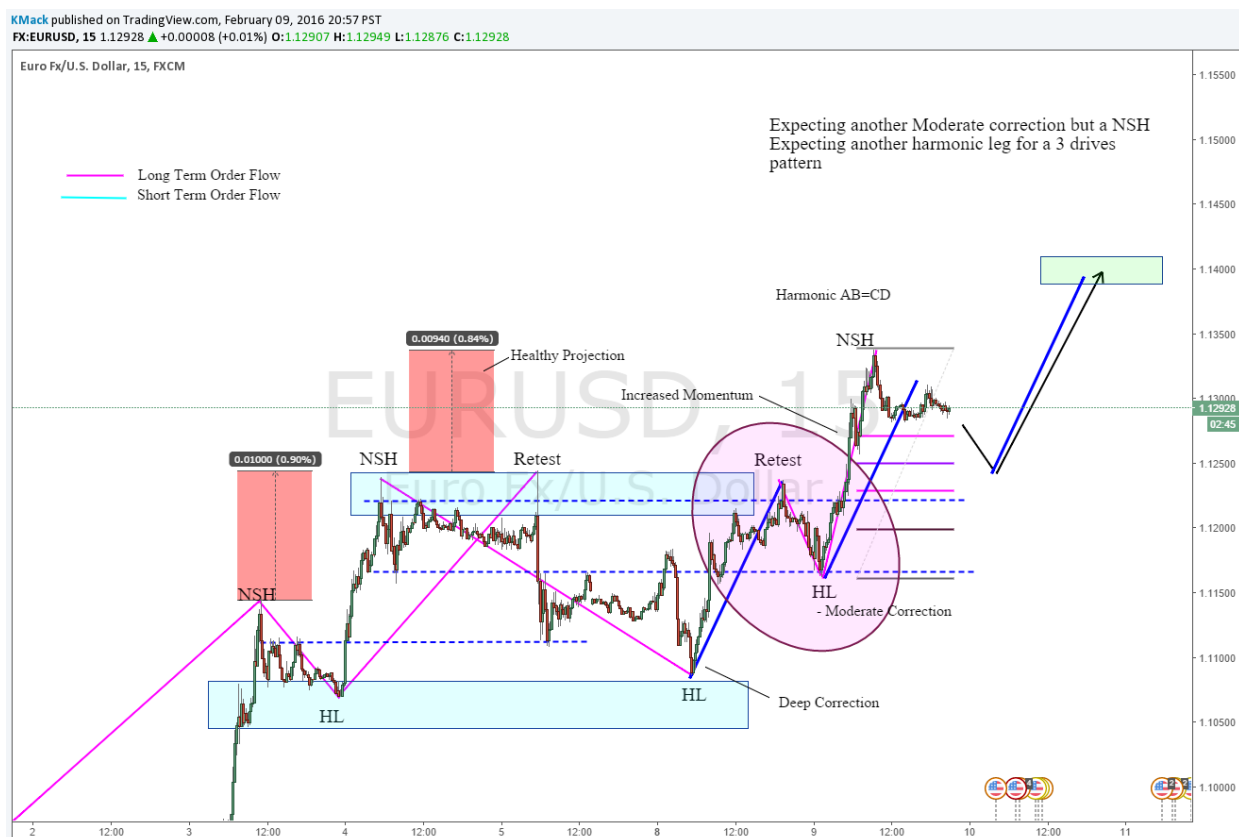 KMack published on TradingView.com, February 09, 2016 20:57 PST
FX:EURUSD, 15 1.12928 ▲ +0.00008 (+0.01%) O:1.12907 H:1.12949 L:1.12876 C:1.12928
Euro Fx/U.S. Dollar, 15, FXCM
1.15500
Expecting another Moderate correction but a NSH
Expecting another harmonic leg for a 3 drives
pattern
1.15000
Long Term Order Flow
Short Term Order Flow
1.14500
1.14000
Harmonic AB=CD
1.13500
0.00940 (0.84%)
NSH
Healthy Projection
EURUSD, 15
Increased Momentum
1.13000
1.12928
02:45
0.01000 (0.90%)
NSH
Retest
Retest
1.12500
Euro Fx/U.S. Dollar
1.12000
NSH
HL
1.11500
- Moderate Correction
1.11000
HL
HL
Deep Correction
1.10500
1.10000
2
12:00
3
12:00
4
12:00
5
12:00
8
12:00
9
12:00
10
12:00
11